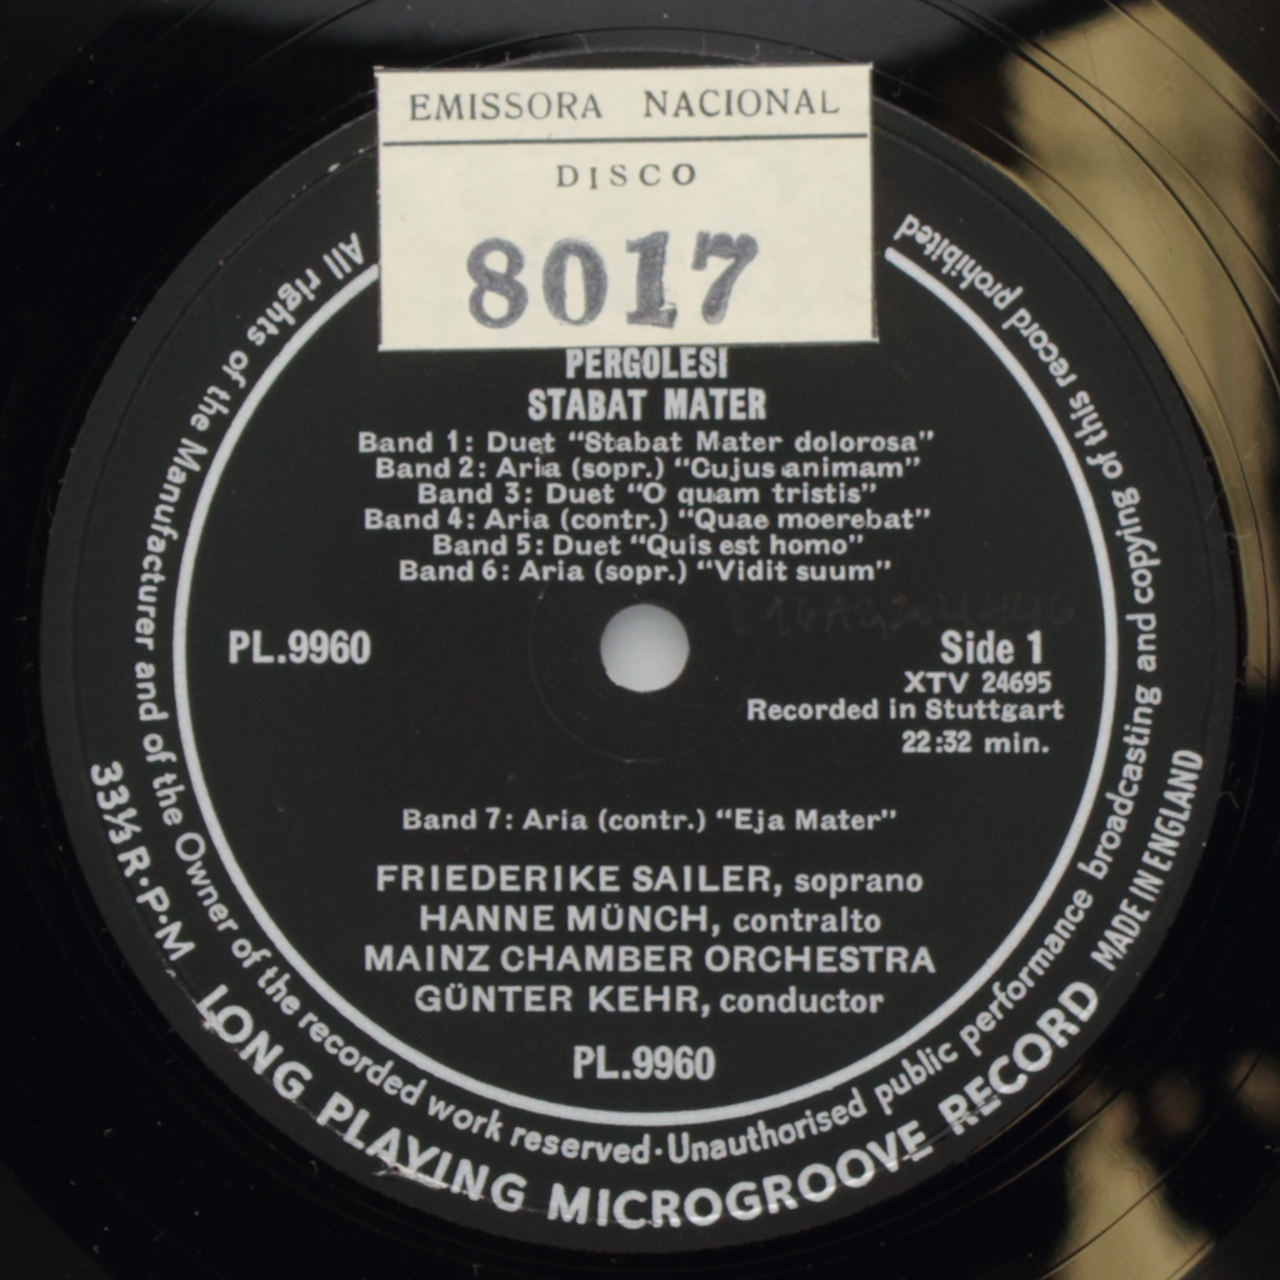 EMISSORA NACIONAL
DISCO
8017
PERGOLESI
STABAT MATER
Band 1: Duet “Stabat Mater dolorosa”
Band 2: Aria (sopr.) “Cujus animam”
Band 3: Duet “O quam tristis”
Band 4: Aria (contr.) “Quae moerebat”
Band 5: Duet “Quis est homo”
Band 6: Aria (sopr.) “Vidit suum”
PL.9960
Side 1
XTV 24695
Recorded in Stuttgart
22:32 min.
Band 7: Aria (contr.) “Eja Mater”
FRIEDERIKE SAILER, soprano
HANNE MÜNCH, contralto
MAINZ CHAMBER ORCHESTRA
GÜNTER KEHR, conductor
PL.9960
All rights of the Manufacturer and of the Owner of the recorded work reserved·Unauthorised public performance broadcasting and copying of this record prohibited
33⅓ R·P·M LONG PLAYING MICROGROOVE RECORD MADE IN ENGLAND